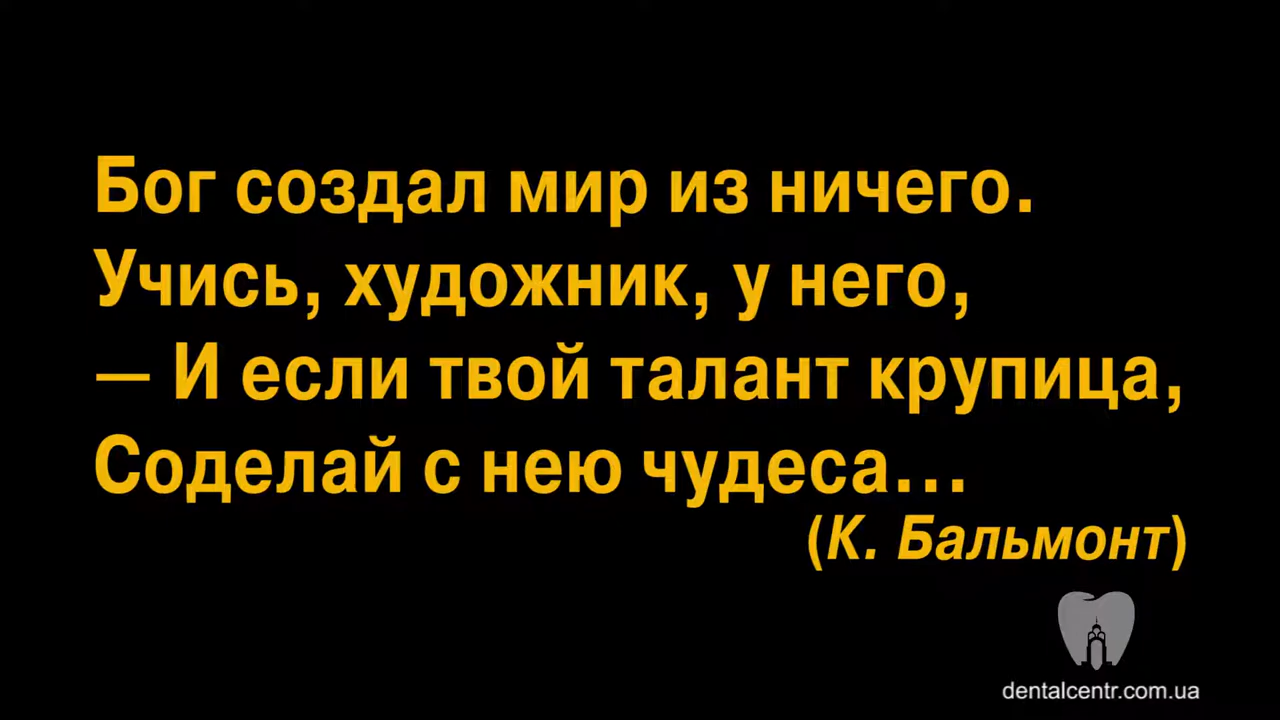 Бог создал мир из ничего.
Учись, художник, у него,
— И если твой талант крупица,
Соделай с нею чудеса...
(К. Бальмонт)
dentalcentr.com.ua